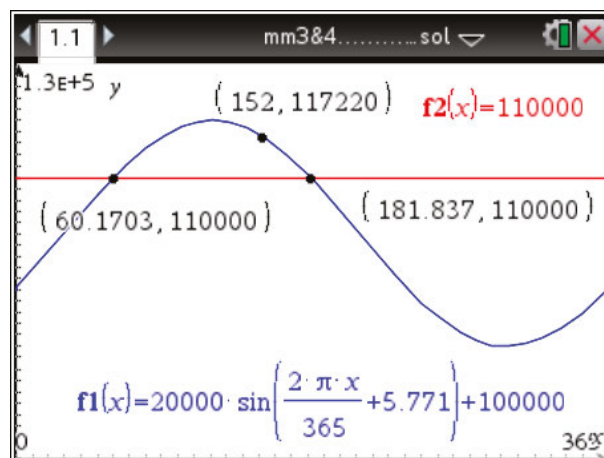 1.1 mm3&4............sol
1.3E+5 y
(152, 117220)
f2(x)=110000
(60.1703, 110000)
(181.837, 110000)
f1(x)=20000·sin(2·π·x/365+5.771)+100000
0